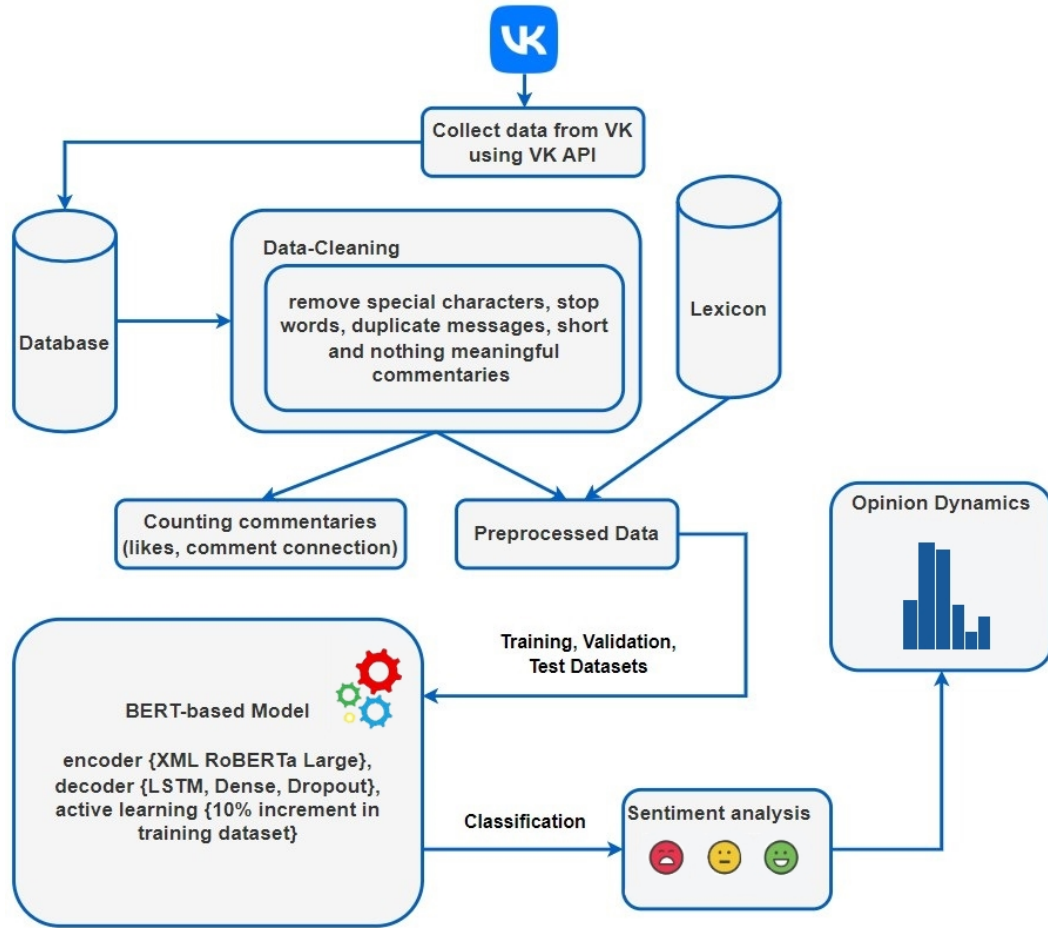 VK
Collect data from VK
using VK API
Data-Cleaning
remove special characters, stop
words, duplicate messages, short
and nothing meaningful
commentaries
Database
Lexicon
Counting commentaries
(likes, comment connection)
Preprocessed Data
Opinion Dynamics
Training, Validation,
Test Datasets
BERT-based Model
encoder {XML RoBERTa Large},
decoder {LSTM, Dense, Dropout},
active learning {10% increment in
training dataset}
Classification
Sentiment analysis